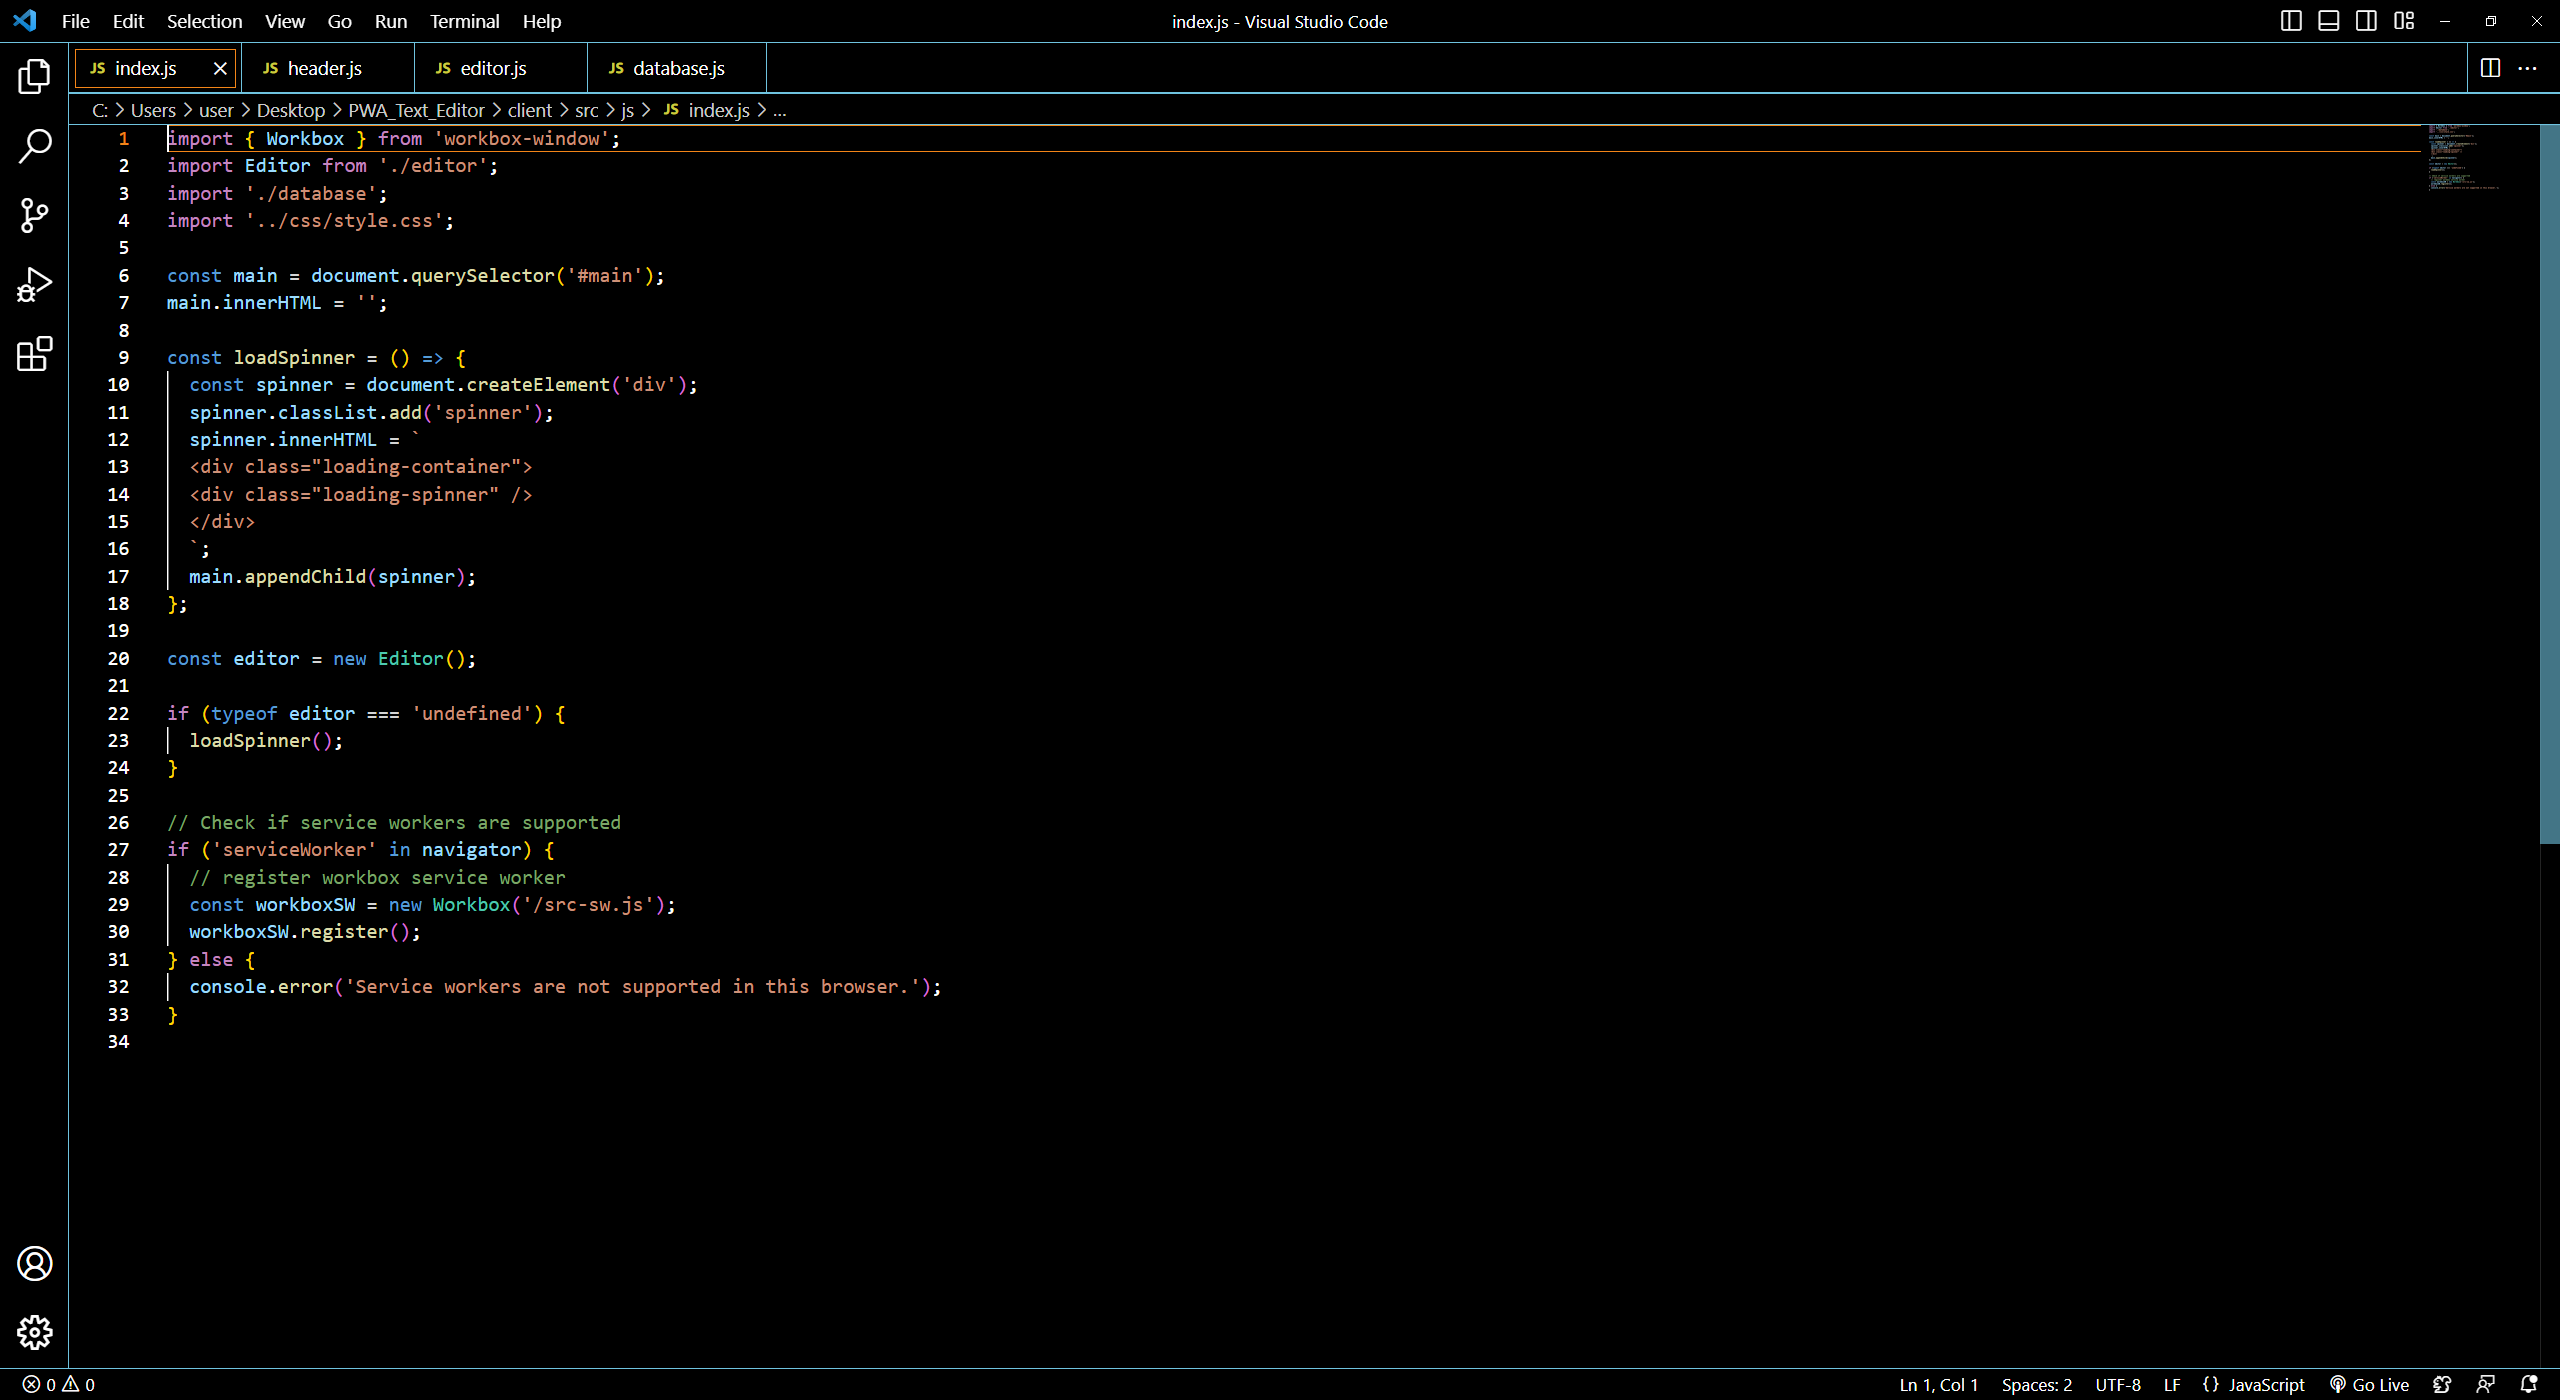 File Edit Selection View Go Run Terminal Help
index.js - Visual Studio Code
JS index.js
JS header.js
JS editor.js
JS database.js
C: > Users > user > Desktop > PWA_Text_Editor > client > src > js > JS index.js > ...
1 import { Workbox } from 'workbox-window';
2 import Editor from './editor';
3 import './database';
4 import '../css/style.css';
5
6 const main = document.querySelector('#main');
7 main.innerHTML = '';
8
9 const loadSpinner = () => {
10   const spinner = document.createElement('div');
11   spinner.classList.add('spinner');
12   spinner.innerHTML = `
13   <div class="loading-container">
14   <div class="loading-spinner" />
15   </div>
16   `;
17   main.appendChild(spinner);
18 };
19
20 const editor = new Editor();
21
22 if (typeof editor === 'undefined') {
23   loadSpinner();
24 }
25
26 // Check if service workers are supported
27 if ('serviceWorker' in navigator) {
28   // register workbox service worker
29   const workboxSW = new Workbox('/src-sw.js');
30   workboxSW.register();
31 } else {
32   console.error('Service workers are not supported in this browser.');
33 }
34
0 0
Ln 1, Col 1 Spaces: 2 UTF-8 LF {} JavaScript Go Live